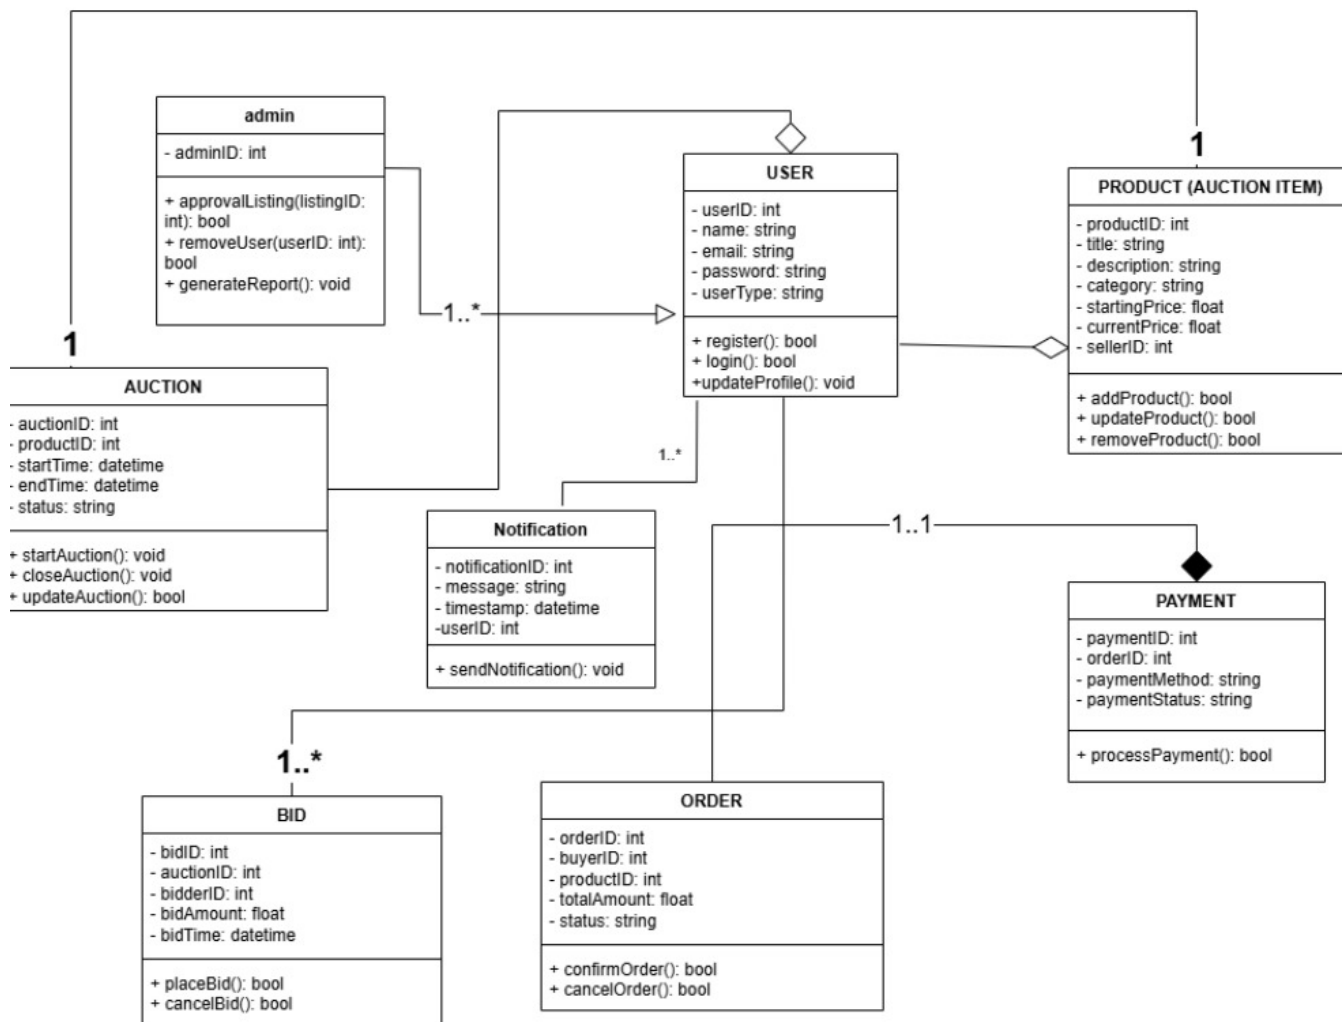 admin
- adminID: int
+ approvalListing(listingID:
int): bool
+ removeUser(userID: int):
bool
+ generateReport(): void
1..*
USER
- userID: int
- name: string
- email: string
- password: string
- userType: string
+ register(): bool
+ login(): bool
+updateProfile(): void
1
PRODUCT (AUCTION ITEM)
- productID: int
- title: string
- description: string
- category: string
- startingPrice: float
- currentPrice: float
- sellerID: int
+ addProduct(): bool
+ updateProduct(): bool
+ removeProduct(): bool
1
AUCTION
- auctionID: int
- productID: int
- startTime: datetime
- endTime: datetime
- status: string
+ startAuction(): void
+ closeAuction(): void
+ updateAuction(): bool
1..*
Notification
- notificationID: int
- message: string
- timestamp: datetime
-userID: int
+ sendNotification(): void
1..1
PAYMENT
- paymentID: int
- orderID: int
- paymentMethod: string
- paymentStatus: string
+ processPayment(): bool
1..*
BID
- bidID: int
- auctionID: int
- bidderID: int
- bidAmount: float
- bidTime: datetime
+ placeBid(): bool
+ cancelBid(): bool
ORDER
- orderID: int
- buyerID: int
- productID: int
- totalAmount: float
- status: string
+ confirmOrder(): bool
+ cancelOrder(): bool